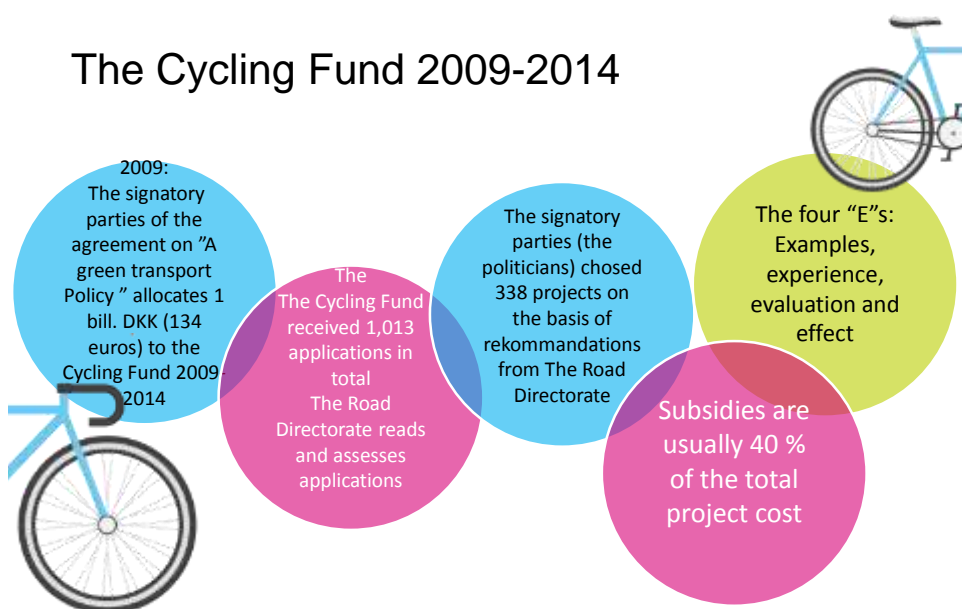 The Cycling Fund 2009-2014
2009:
The signatory
parties of the
agreement on ”A
green transport
Policy ” allocates 1
bill. DKK (134
euros) to the
Cycling Fund 2009-
2014
The
The Cycling Fund
received 1,013
applications in
total
The Road
Directorate reads
and assesses
applications
The signatory
parties (the
politicians) chosed
338 projects on
the basis of
rekommandations
from The Road
Directorate
Subsidies are
usually 40 %
of the total
project cost
The four “E”s:
Examples,
experience,
evaluation and
effect